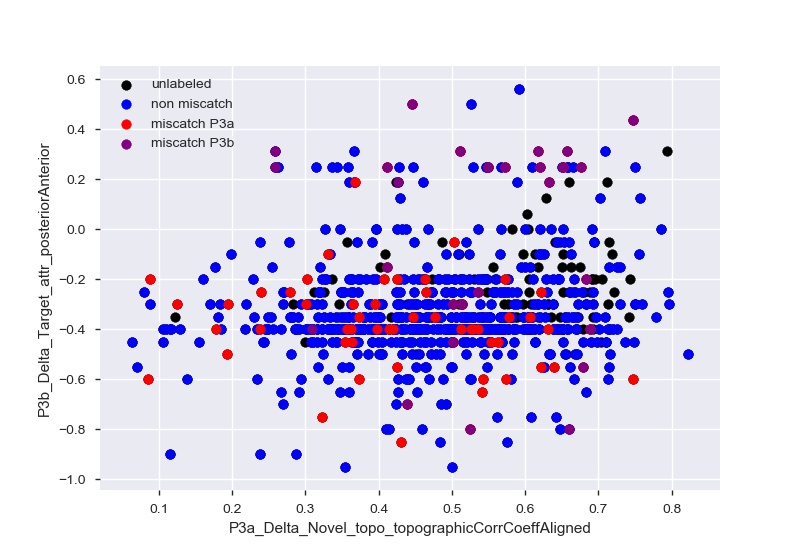 0.6
0.4
0.2
0.0
−0.2
−0.4
−0.6
−0.8
−1.0
P3b_Delta_Target_attr_posteriorAnterior
unlabeled
non miscatch
miscatch P3a
miscatch P3b
0.1 0.2 0.3 0.4 0.5 0.6 0.7 0.8
P3a_Delta_Novel_topo_topographicCorrCoeffAligned